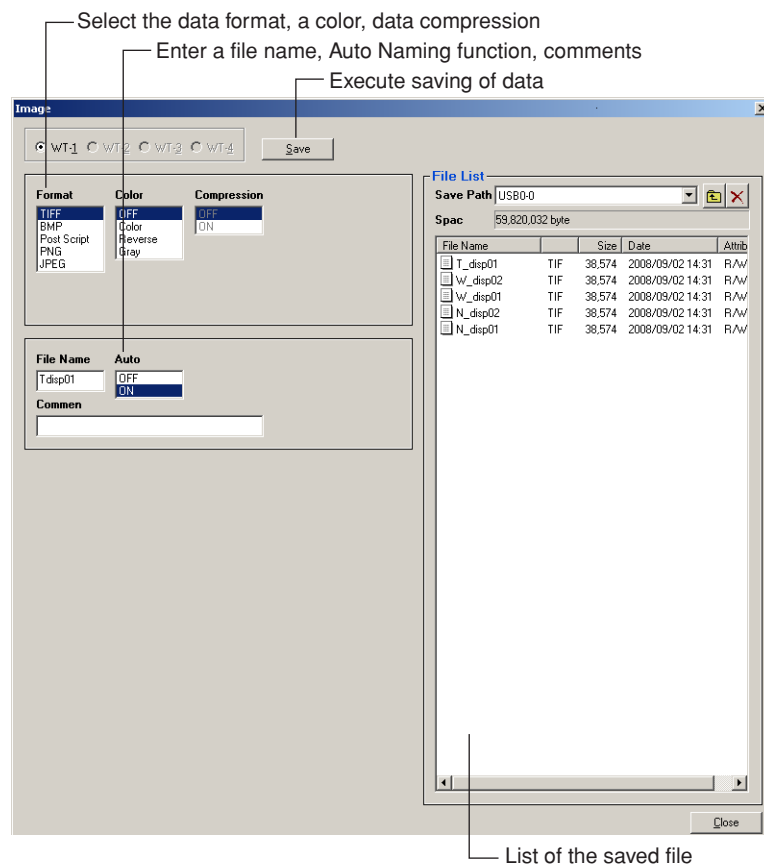 Select the data format, a color, data compression
Enter a file name, Auto Naming function, comments
Execute saving of data
Image
WT-1 WT-2 WT-3 WT-4 Save
Format Color Compression
TIFF OFF OFF
BMP Color ON
Post Script Reverse
PNG Gray
JPEG
File Name Auto
Tdisp01 OFF
ON
Commen
File List
Save Path USB0-0
Spac 59,820,032 byte
File Name Size Date Attrib
T_disp01 TIF 38,574 2008/09/02 14:31 R/W
W_disp02 TIF 38,574 2008/09/02 14:31 R/W
W_disp01 TIF 38,574 2008/09/02 14:31 R/W
N_disp02 TIF 38,574 2008/09/02 14:31 R/W
N_disp01 TIF 38,574 2008/09/02 14:31 R/W
Close
List of the saved file